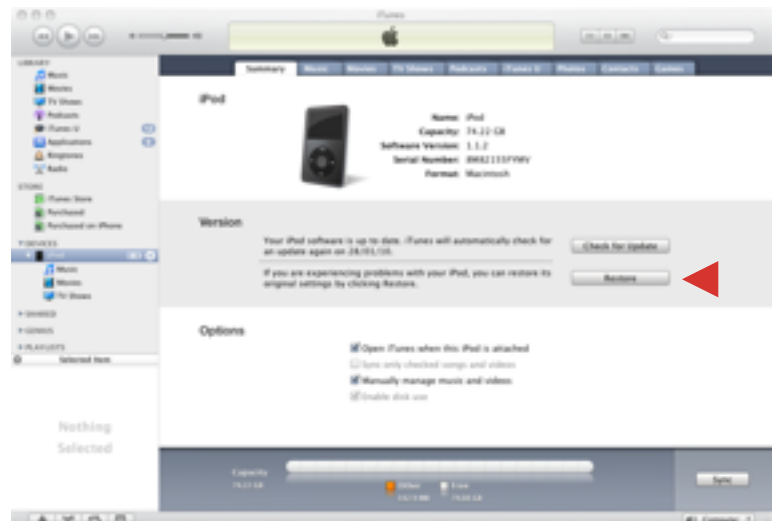 iTunes
LIBRARY
Music
Movies
TV Shows
Podcasts
iTunes U
Applications
Ringtones
Radio
STORE
iTunes Store
Purchased
Purchased on iPhone
DEVICES
iPod
Music
Movies
TV Shows
SHARED
GENIUS
PLAYLISTS
Selected Item
Nothing
Selected
Summary Music Movies TV Shows Podcasts iTunes U Photos Contacts Games
iPod
Name: iPod
Capacity: 74.22 GB
Software Version: 1.1.2
Serial Number:
Format: Macintosh
Version
Your iPod software is up to date. iTunes will automatically check for
an update again on 28/01/10.
Check for Update
If you are experiencing problems with your iPod, you can restore its
original settings by clicking Restore.
Restore
Options
Open iTunes when this iPod is attached
Sync only checked songs and videos
Manually manage music and videos
Enable disk use
Capacity
74.22 GB
Other
Free
Sync